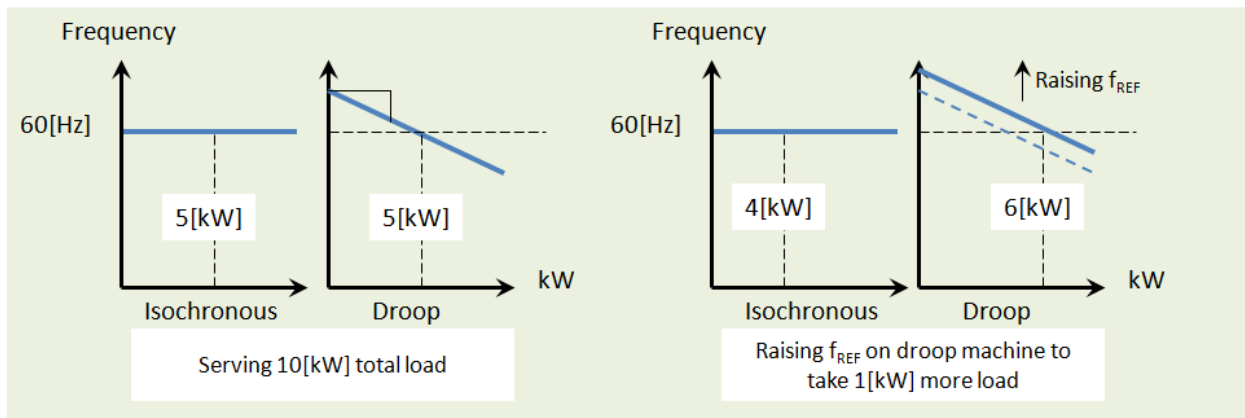 Frequency
60[Hz]
5[kW]
5[kW]
kW
Isochronous
Droop
Serving 10[kW] total load
Frequency
Raising fREF
60[Hz]
4[kW]
6[kW]
kW
Isochronous
Droop
Raising fREF on droop machine to
take 1[kW] more load